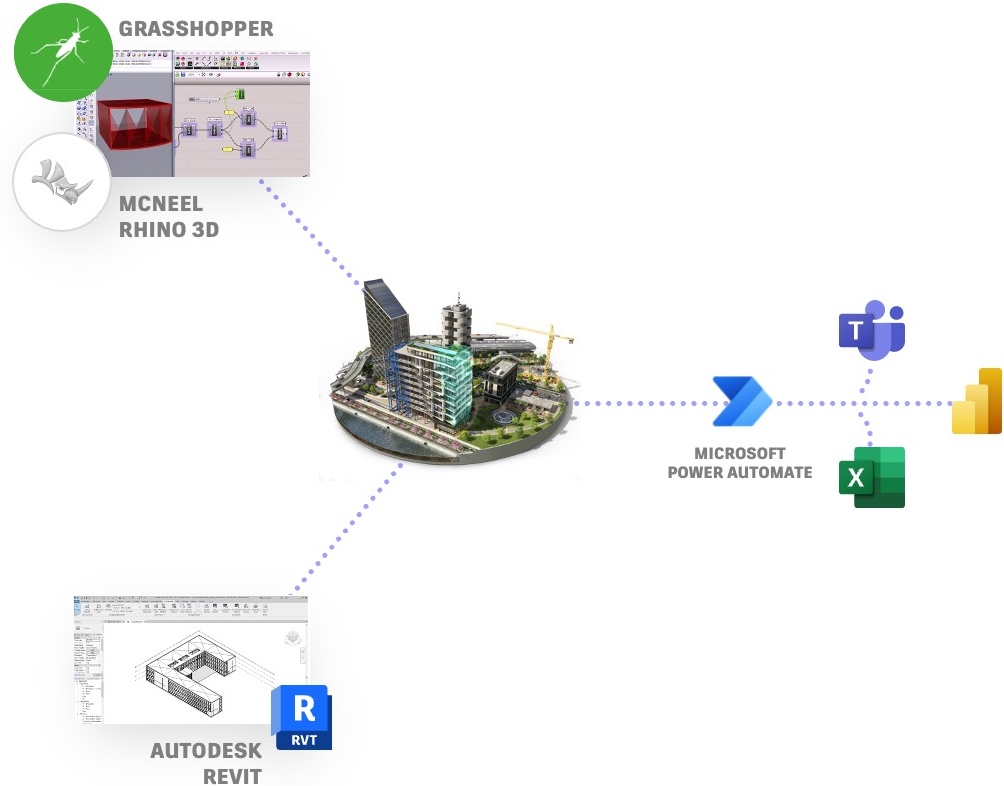 GRASSHOPPER
MCNEEL
RHINO 3D
T
MICROSOFT
POWER AUTOMATE
X
R
RVT
AUTODESK
REVIT